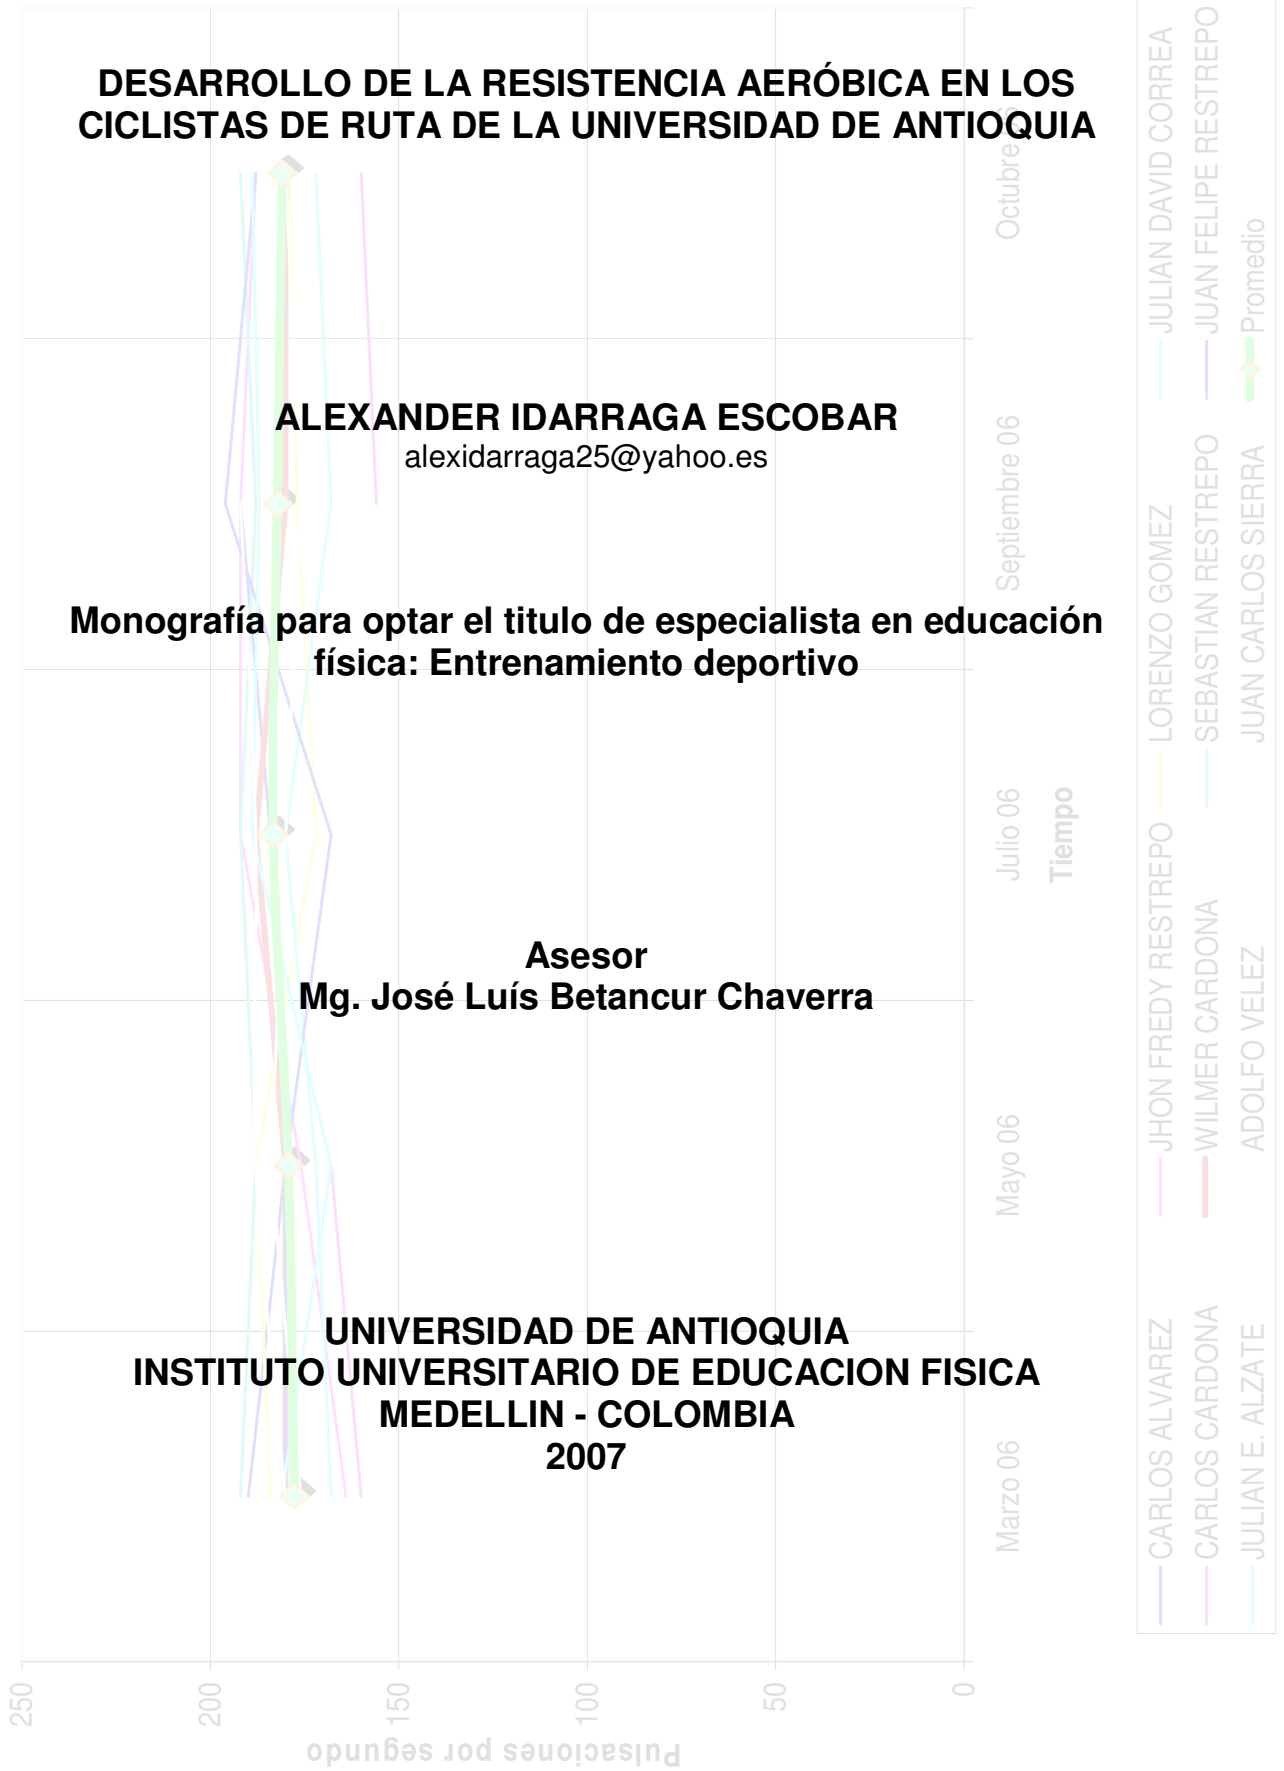 DESARROLLO DE LA RESISTENCIA AERÓBICA EN LOS
CICLISTAS DE RUTA DE LA UNIVERSIDAD DE ANTIOQUIA
ALEXANDER IDARRAGA ESCOBAR
alexidarraga25@yahoo.es
Monografía para optar el titulo de especialista en educación
física: Entrenamiento deportivo
Asesor
Mg. José Luís Betancur Chaverra
UNIVERSIDAD DE ANTIOQUIA
INSTITUTO UNIVERSITARIO DE EDUCACION FISICA
MEDELLIN - COLOMBIA
2007
250
200
150
100
50
0
Pulsaciones por segundo
Marzo 06
Mayo 06
Julio 06
Septiembre 06
Octubre 06
Tiempo
CARLOS ALVAREZ
JHON FREDY RESTREPO
LORENZO GOMEZ
JULIAN DAVID CORREA
CARLOS CARDONA
WILMER CARDONA
SEBASTIAN RESTREPO
JUAN FELIPE RESTREPO
JULIAN E. ALZATE
ADOLFO VELEZ
JUAN CARLOS SIERRA
Promedio